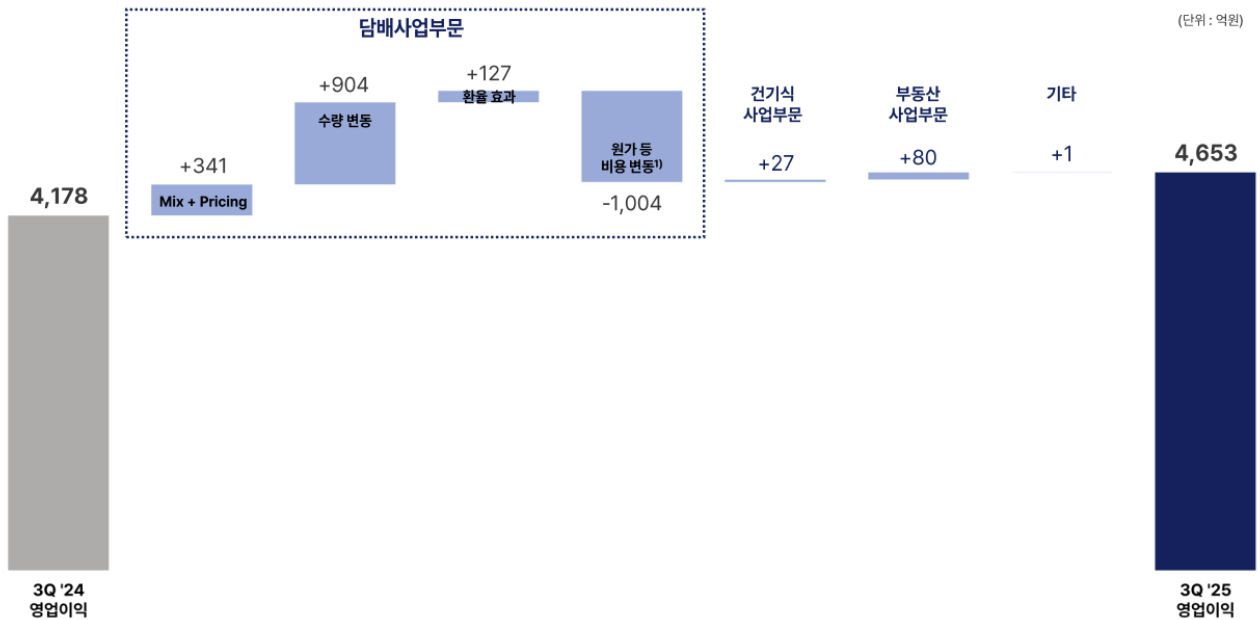 담배사업부문
(단위 : 억원)
4,178
+341
Mix + Pricing
+904
수량 변동
+127
환율 효과
원가 등
비용 변동¹⁾
-1,004
건기식
사업부문
+27
부동산
사업부문
+80
기타
+1
4,653
3Q '24
영업이익
3Q '25
영업이익